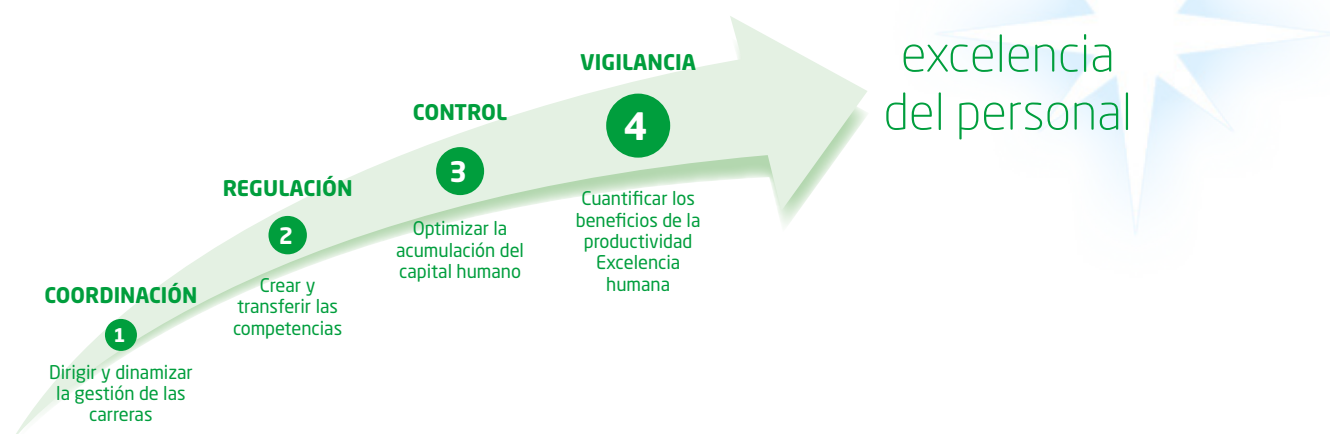 COORDINACIÓN
1
Dirigir y dinamizar
la gestión de las
carreras
REGULACIÓN
2
Crear y
transferir las
competencias
CONTROL
3
Optimizar la
acumulación del
capital humano
VIGILANCIA
4
Cuantificar los
beneficios de la
productividad
Excelencia
humana
excelencia
del personal